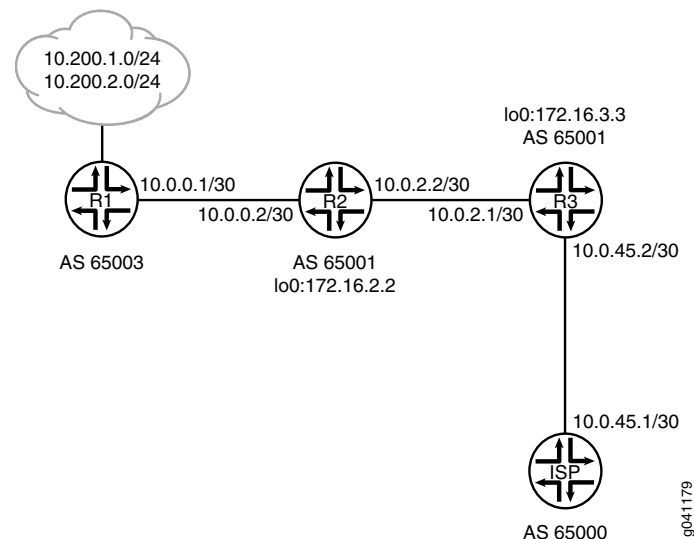 10.200.1.0/24
10.200.2.0/24
lo0:172.16.3.3
AS 65001
10.0.0.1/30
10.0.2.2/30
R1
R2
R3
10.0.0.2/30
10.0.2.1/30
AS 65003
AS 65001
lo0:172.16.2.2
10.0.45.2/30
10.0.45.1/30
ISP
AS 65000
g041179